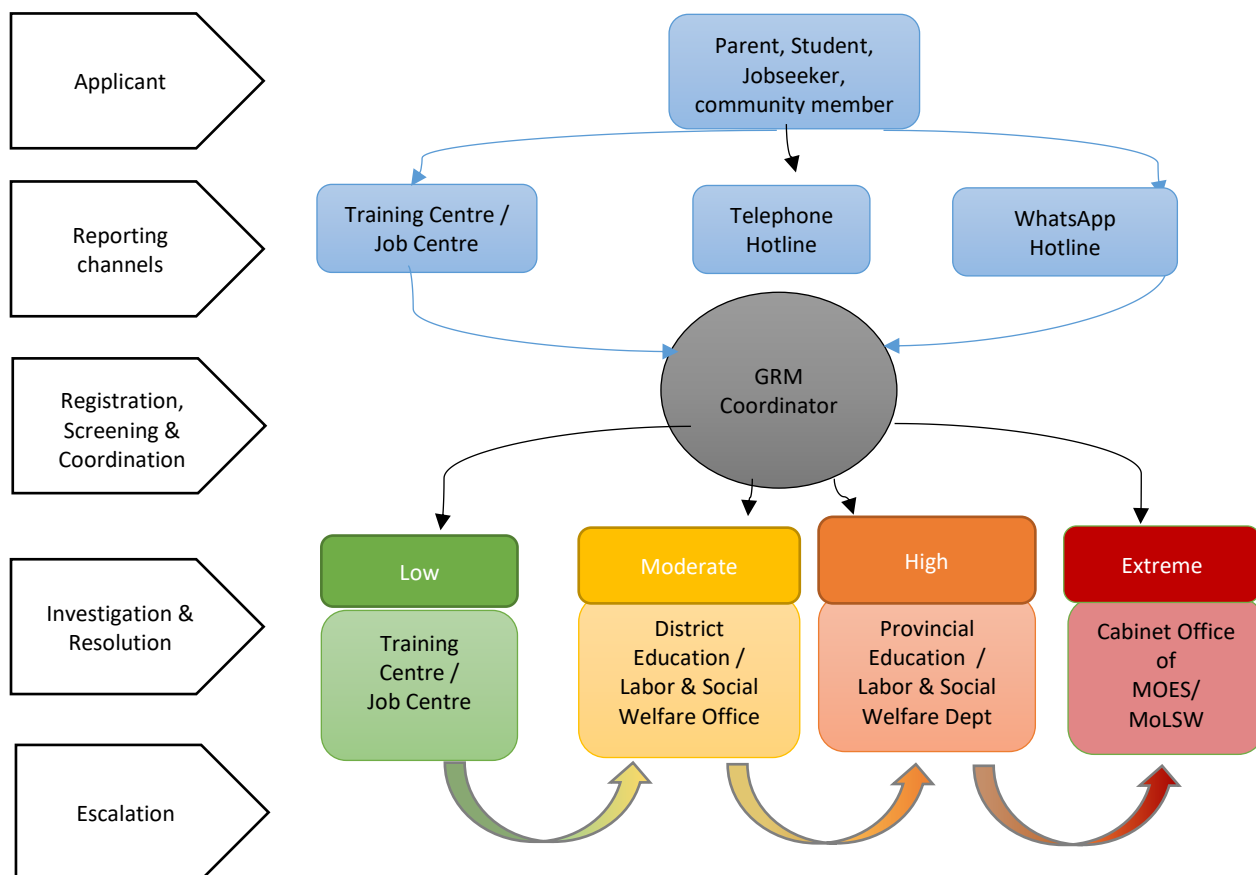 Applicant
Parent, Student,
Jobseeker,
community member
Reporting
channels
Training Centre /
Job Centre
Telephone
Hotline
WhatsApp
Hotline
Registration,
Screening &
Coordination
GRM
Coordinator
Investigation &
Resolution
Low
Moderate
High
Extreme
Training
Centre /
Job Centre
District
Education /
Labor & Social
Welfare Office
Provincial
Education /
Labor & Social
Welfare Dept
Cabinet Office
of
MOES/
MoLSW
Escalation